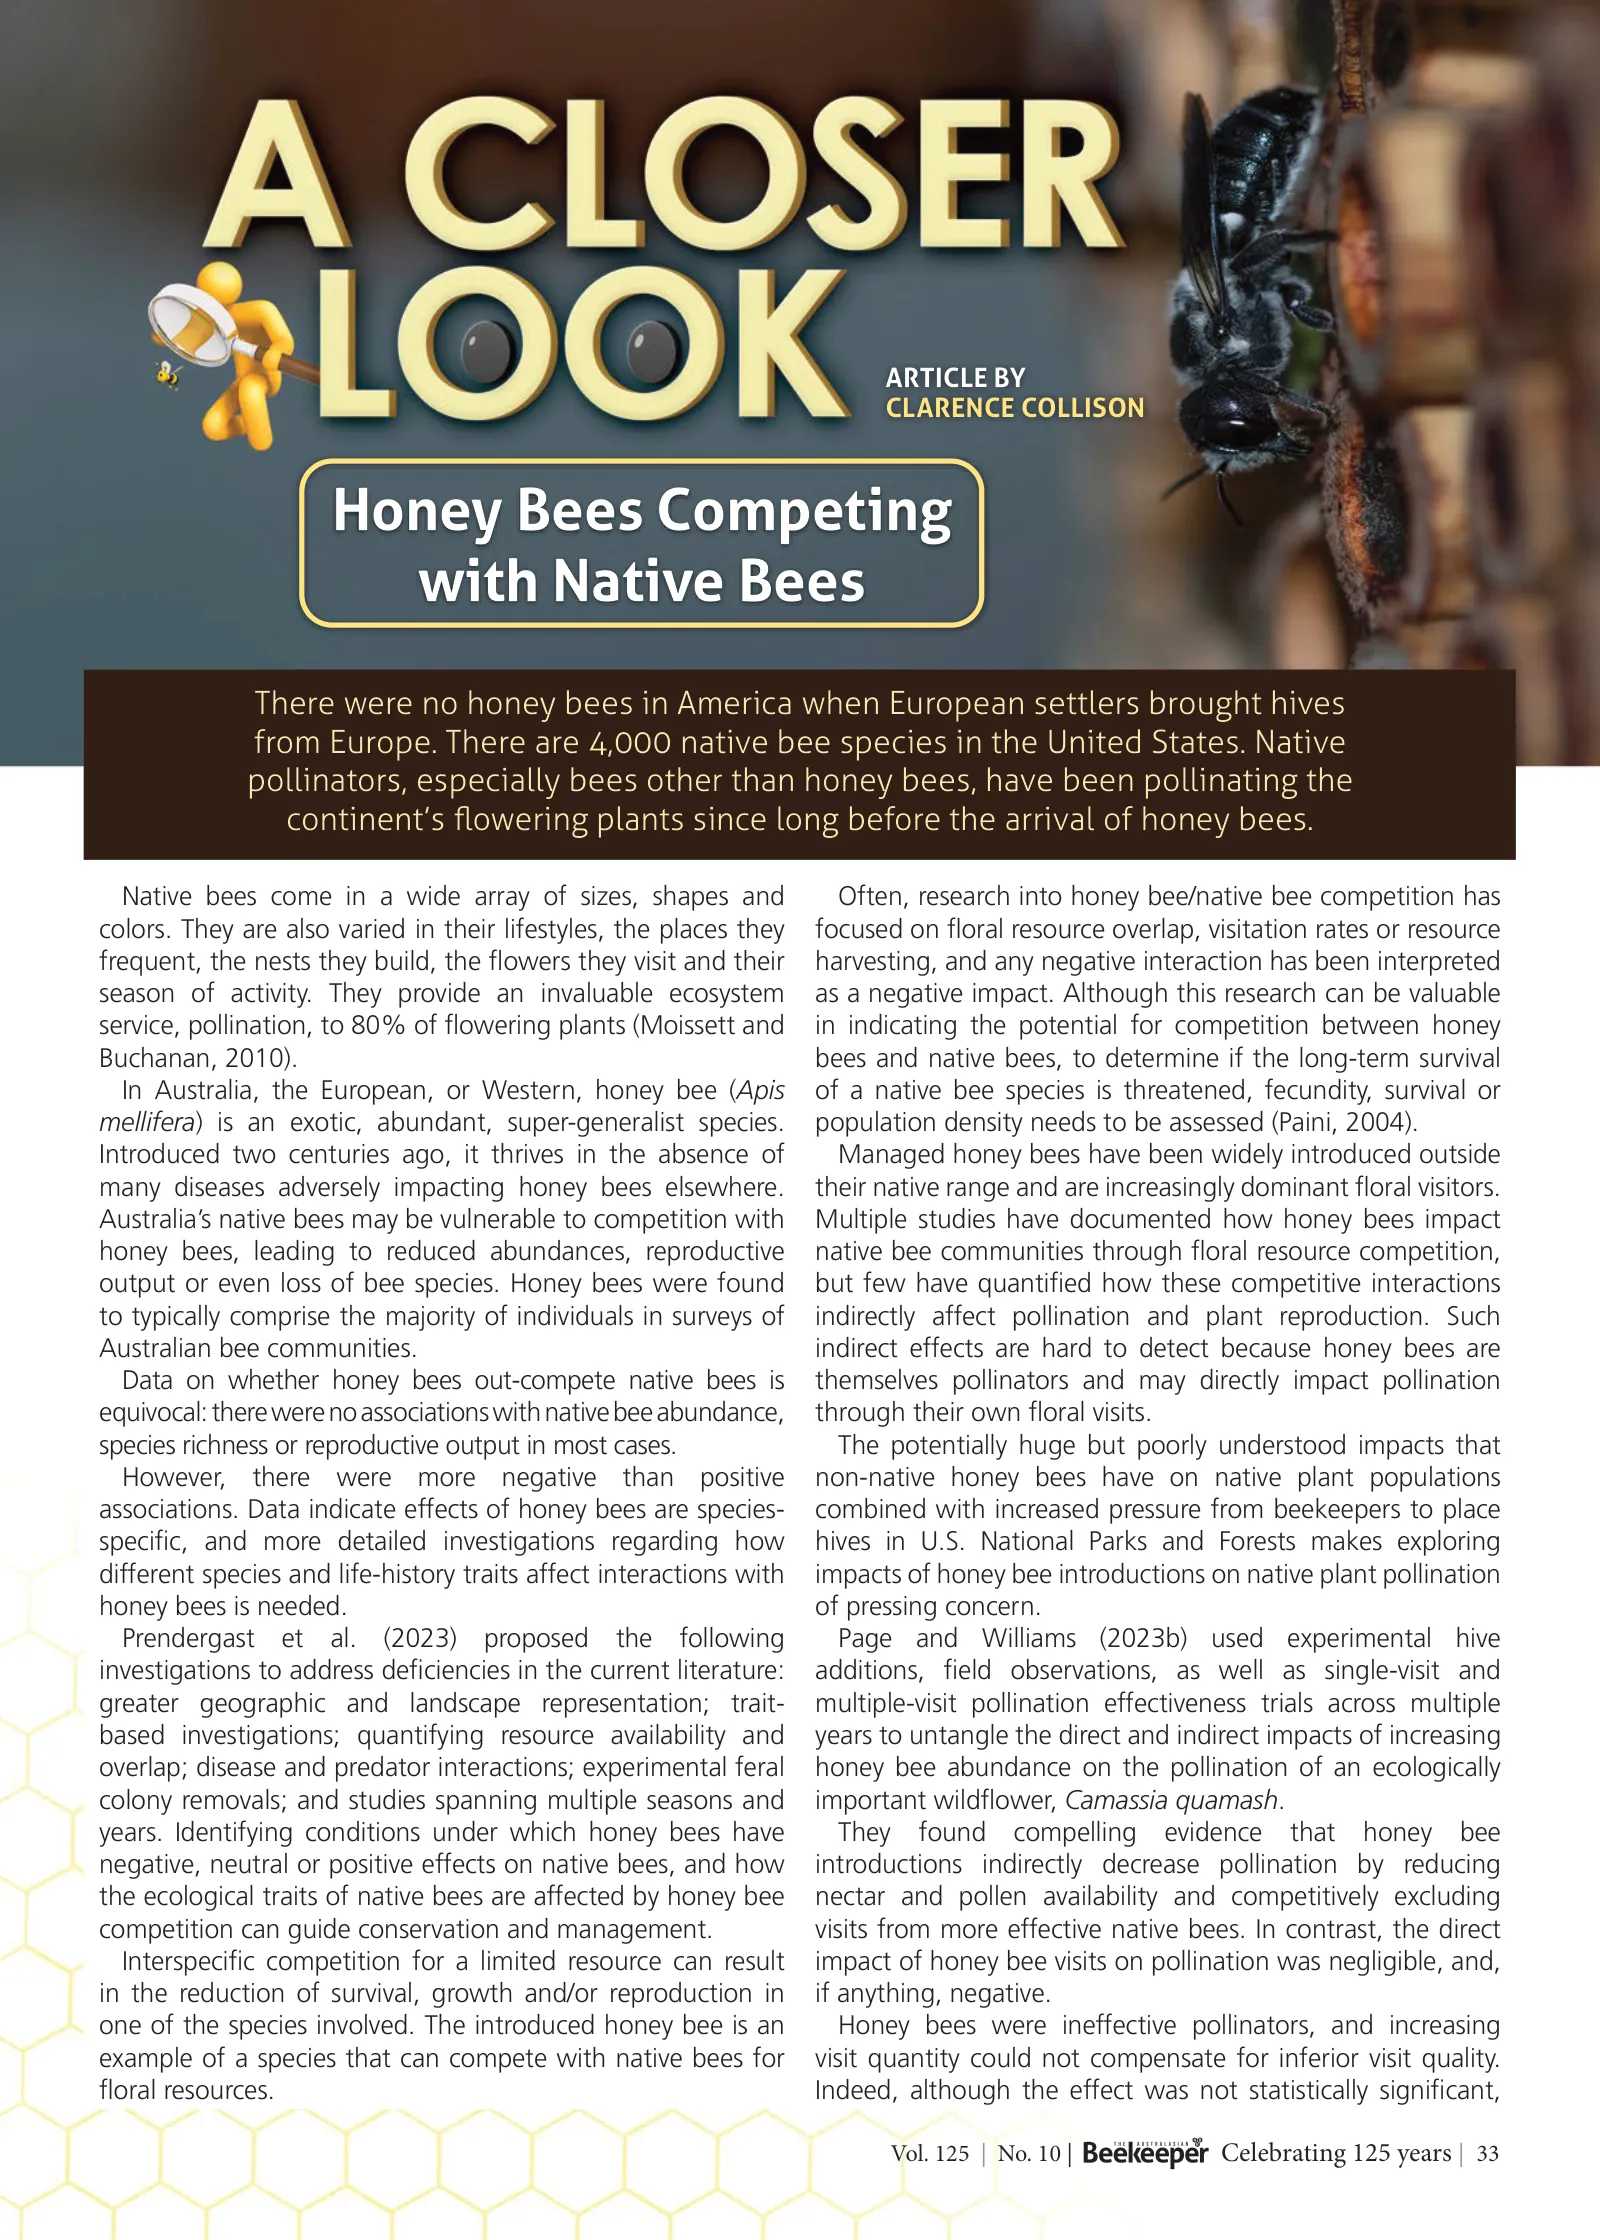 A CLOSER
LOOK
ARTICLE BY
CLARENCE COLLISON
Honey Bees Competing
with Native Bees
There were no honey bees in America when European settlers brought hives
from Europe. There are 4,000 native bee species in the United States. Native
pollinators, especially bees other than honey bees, have been pollinating the
continent’s flowering plants since long before the arrival of honey bees.
Native bees come in a wide array of sizes, shapes and
colors. They are also varied in their lifestyles, the places they
frequent, the nests they build, the flowers they visit and their
season of activity. They provide an invaluable ecosystem
service, pollination, to 80% of flowering plants (Moissett and
Buchanan, 2010).
In Australia, the European, or Western, honey bee (Apis
mellifera) is an exotic, abundant, super-generalist species.
Introduced two centuries ago, it thrives in the absence of
many diseases adversely impacting honey bees elsewhere.
Australia’s native bees may be vulnerable to competition with
honey bees, leading to reduced abundances, reproductive
output or even loss of bee species. Honey bees were found
to typically comprise the majority of individuals in surveys of
Australian bee communities.
Data on whether honey bees out-compete native bees is
equivocal: there were no associations with native bee abundance,
species richness or reproductive output in most cases.
However, there were more negative than positive
associations. Data indicate effects of honey bees are species-
specific, and more detailed investigations regarding how
different species and life-history traits affect interactions with
honey bees is needed.
Prendergast et al. (2023) proposed the following
investigations to address deficiencies in the current literature:
greater geographic and landscape representation; trait-
based investigations; quantifying resource availability and
overlap; disease and predator interactions; experimental feral
colony removals; and studies spanning multiple seasons and
years. Identifying conditions under which honey bees have
negative, neutral or positive effects on native bees, and how
the ecological traits of native bees are affected by honey bee
competition can guide conservation and management.
Interspecific competition for a limited resource can result
in the reduction of survival, growth and/or reproduction in
one of the species involved. The introduced honey bee is an
example of a species that can compete with native bees for
floral resources.
Often, research into honey bee/native bee competition has
focused on floral resource overlap, visitation rates or resource
harvesting, and any negative interaction has been interpreted
as a negative impact. Although this research can be valuable
in indicating the potential for competition between honey
bees and native bees, to determine if the long-term survival
of a native bee species is threatened, fecundity, survival or
population density needs to be assessed (Paini, 2004).
Managed honey bees have been widely introduced outside
their native range and are increasingly dominant floral visitors.
Multiple studies have documented how honey bees impact
native bee communities through floral resource competition,
but few have quantified how these competitive interactions
indirectly affect pollination and plant reproduction. Such
indirect effects are hard to detect because honey bees are
themselves pollinators and may directly impact pollination
through their own floral visits.
The potentially huge but poorly understood impacts that
non-native honey bees have on native plant populations
combined with increased pressure from beekeepers to place
hives in U.S. National Parks and Forests makes exploring
impacts of honey bee introductions on native plant pollination
of pressing concern.
Page and Williams (2023b) used experimental hive
additions, field observations, as well as single-visit and
multiple-visit pollination effectiveness trials across multiple
years to untangle the direct and indirect impacts of increasing
honey bee abundance on the pollination of an ecologically
important wildflower, Camassia quamash.
They found compelling evidence that honey bee
introductions indirectly decrease pollination by reducing
nectar and pollen availability and competitively excluding
visits from more effective native bees. In contrast, the direct
impact of honey bee visits on pollination was negligible, and,
if anything, negative.
Honey bees were ineffective pollinators, and increasing
visit quantity could not compensate for inferior visit quality.
Indeed, although the effect was not statistically significant,
Vol. 125 | No. 10 | THE AUSTRALASIAN Beekeeper Celebrating 125 years | 33